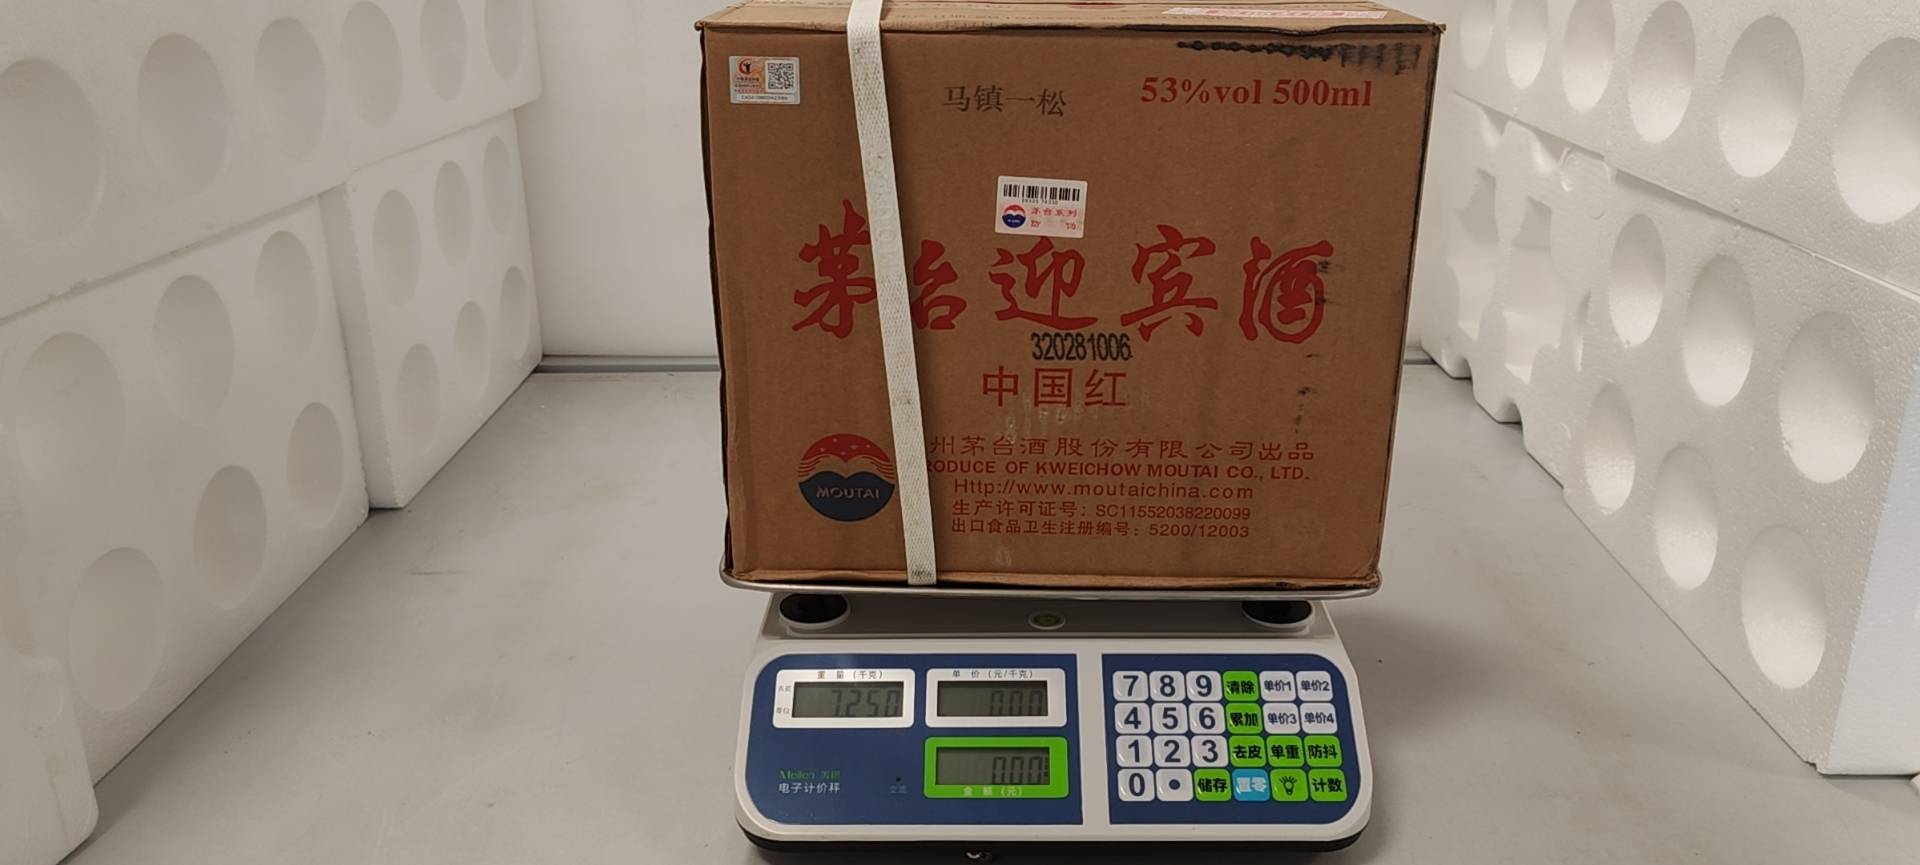 马镇一松
53%vol 500ml
茅台系列
茅台迎宾酒
320281006
中国红
MOUTAI
州茅台酒股份有限公司出品
RODUCE OF KWEICHOW MOUTAI CO., LTD.
Http://www.moutaichina.com
生产许可证号：SC11552038220099
出口食品卫生注册编号：5200/12003
重量(千克)
7.250
单价(元/千克)
0.00
0.00
金额(元)
电子计价秤
7 8 9 清除 单价1 单价2
4 5 6 累加 单价3 单价4
1 2 3 去皮 单重 防抖
0 . 储存 置零 计数